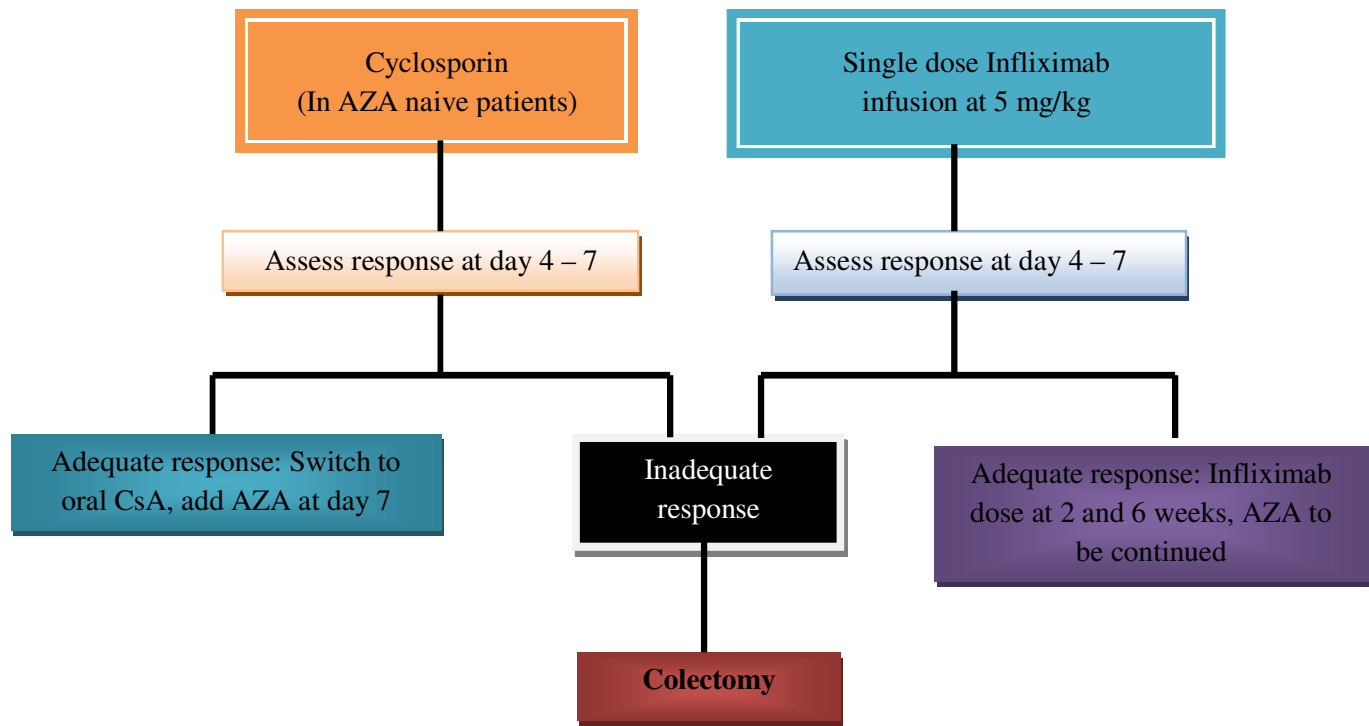 Cyclosporin
(In AZA naive patients)
Single dose Infliximab
infusion at 5 mg/kg
Assess response at day 4 – 7
Assess response at day 4 – 7
Adequate response: Switch to
oral CsA, add AZA at day 7
Inadequate
response
Adequate response: Infliximab
dose at 2 and 6 weeks, AZA to
be continued
Colectomy